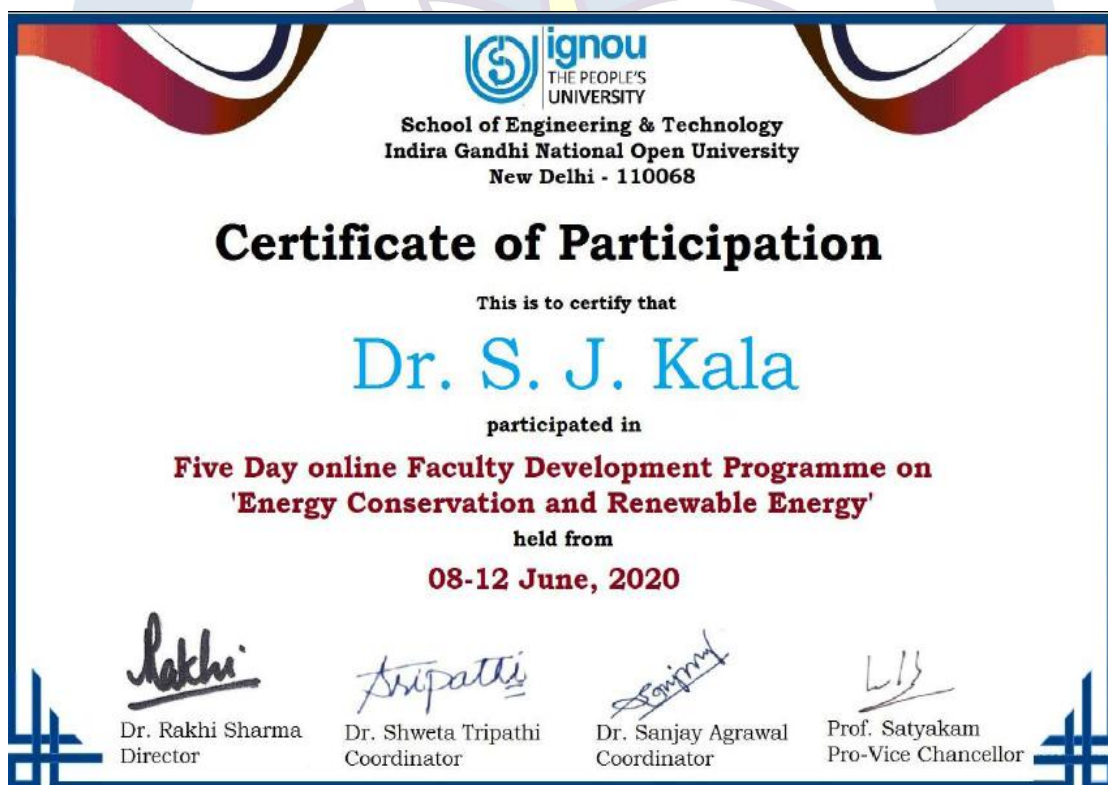 ignou
THE PEOPLE'S
UNIVERSITY
School of Engineering & Technology
Indira Gandhi National Open University
New Delhi - 110068
Certificate of Participation
This is to certify that
Dr. S. J. Kala
participated in
Five Day online Faculty Development Programme on
'Energy Conservation and Renewable Energy'
held from
08-12 June, 2020
Rakhi
Dr. Rakhi Sharma
Director
Tripathi
Dr. Shweta Tripathi
Coordinator
Sanjay
Dr. Sanjay Agrawal
Coordinator
Prof. Satyakam
Pro-Vice Chancellor